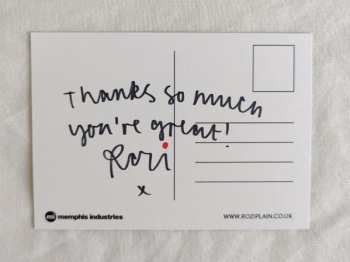 Thanks so much
you're great!
Rozi
x
memphis industries
WWW.ROZIPLAIN.CO.UK